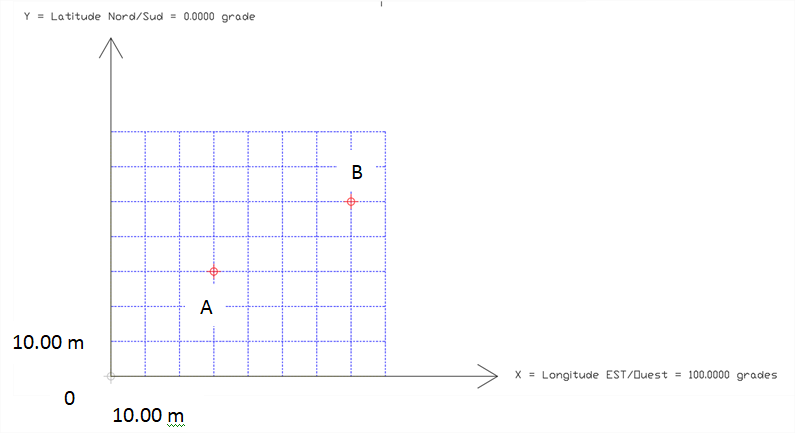 Y = Latitude Nord/Sud = 0.0000 grade
B
A
10.00 m
X = Longitude EST/Ouest = 100.0000 grades
0
10.00 m